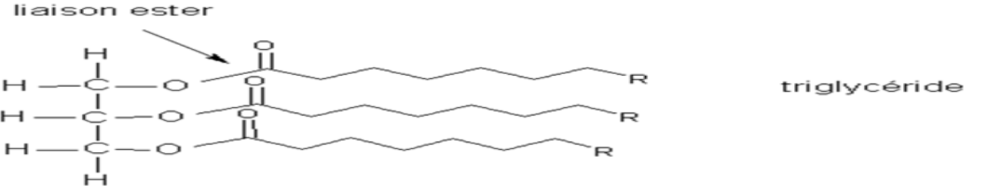 liaison ester
O
H
H C O R
O
H C O R
O
H C O R
H
triglycéride